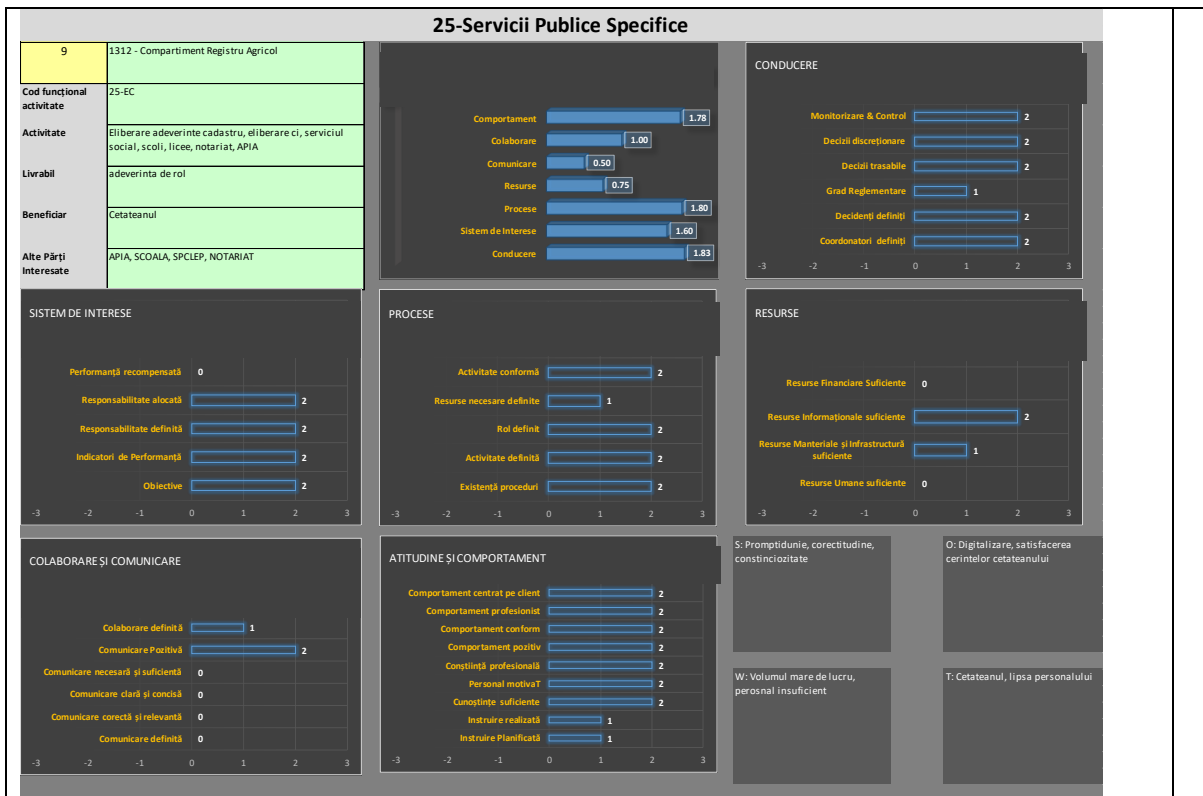 25-Servicii Publice Specifice
9
1312 - Compartiment Registru Agricol
Cod funcțional
activitate
25-EC
Activitate
Eliberare adeverinte cadastru, eliberare ci, serviciul
social, scoli, licee, notariat, APIA
Livrabil
adeverinta de rol
Beneficiar
Cetateanul
Alte Părți
Interesate
APIA, SCOALA, SPCLEP, NOTARIAT
Comportament 1.78
Colaborare 1.00
Comunicare 0.50
Resurse 0.75
Procese 1.80
Sistem de Interese 1.60
Conducere 1.83
CONDUCERE
Monitorizare & Control 2
Decizii discreționare 2
Decizii trasabile 2
Grad Reglementare 1
Decidenți definiți 2
Coordonatori definiți 2
-3 -2 -1 0 1 2 3
SISTEM DE INTERESE
Performanță recompensată 0
Responsabilitate alocată 2
Responsabilitate definită 2
Indicatori de Performanță 2
Obiective 2
-3 -2 -1 0 1 2 3
PROCESE
Activitate conformă 2
Resurse necesare definite 1
Rol definit 2
Activitate definită 2
Existență proceduri 2
-3 -2 -1 0 1 2 3
RESURSE
Resurse Financiare Suficiente 0
Resurse Informaționale suficiente 2
Resurse Manteriale și Infrastructură
suficiente 1
Resurse Umane suficiente 0
-3 -2 -1 0 1 2 3
COLABORARE ȘI COMUNICARE
Colaborare definită 1
Comunicare Pozitivă 2
Comunicare necesară și suficientă 0
Comunicare clară și concisă 0
Comunicare corectă și relevantă 0
Comunicare definită 0
-3 -2 -1 0 1 2 3
ATITUDINE ȘI COMPORTAMENT
Comportament centrat pe client 2
Comportament profesionist 2
Comportament conform 2
Comportament pozitiv 2
Conștiință profesională 2
Personal motivaT 2
Cunoștințe suficiente 2
Instruire realizată 1
Instruire Planificată 1
-3 -2 -1 0 1 2 3
S: Promptidunie, corectitudine,
constinciozitate
O: Digitalizare, satisfacerea
cerintelor cetateanului
W: Volumul mare de lucru,
perosnal insuficient
T: Cetateanul, lipsa personalului